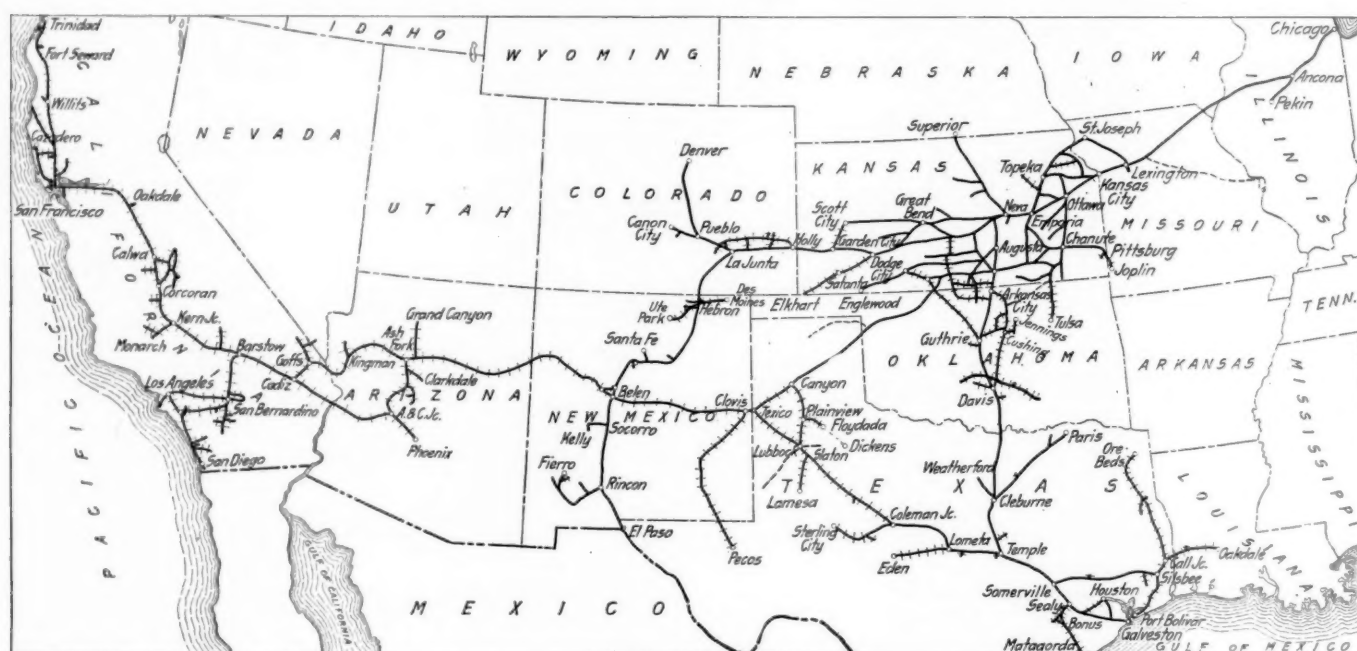 Trinidad
Fort Seward
Willits
Cazadero
San Francisco
Oakdale
Calwa
Corcoran
Kern Jc.
Monarch
Barstow
Los Angeles
San Bernardino
San Diego
Goffs
Cadiz
CALIFORNIA
PACIFIC OCEAN
NEVADA
IDAHO
UTAH
WYOMING
COLORADO
NEBRASKA
IOWA
ILLINOIS
KANSAS
MISSOURI
ARIZONA
NEW MEXICO
OKLAHOMA
TEXAS
ARKANSAS
TENN.
MISSISSIPPI
LOUISIANA
MEXICO
GULF OF CALIFORNIA
GULF OF MEXICO
Grand Canyon
Ash Fork
Kingman
Clarkdale
A.& C. Jc.
Phoenix
Denver
Canon City
Pueblo
La Junta
Holly
Ute Park
Des Moines
Hebron
Santa Fe
Belen
Socorro
Kelly
Fierro
Rincon
El Paso
Clovis
Texico
Pecos
Superior
Scott City
Great Bend
Garden City
Dodge City
Satanta
Elkhart
Englewood
Topeka
St. Joseph
Kansas City
Lexington
Chicago
Ancona
Pekin
Neva
Ottawa
Emporia
Augusta
Chanute
Pittsburg
Joplin
Arkansas City
Tulsa
Jennings
Cushing
Guthrie
Davis
Canyon
Plainview
Floydada
Dickens
Lubbock
Slaton
Lamesa
Sterling City
Coleman Jc.
Eden
Lometa
Weatherford
Paris
Cleburne
Temple
Ore Beds
Oakdale
Call Jc.
Silsbee
Somerville
Sealy
Houston
Bonus
Port Bolivar
Galveston
Matagorda